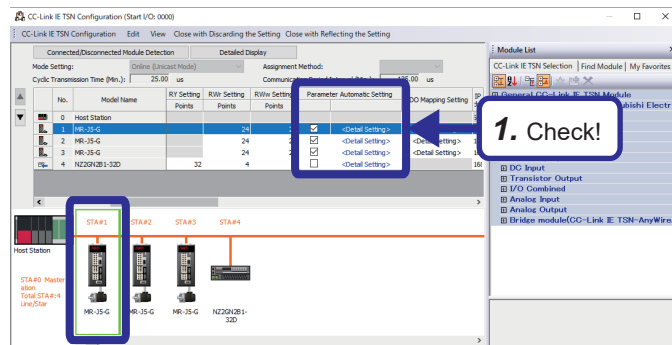 CC-Link IE TSN Configuration (Start I/O: 0000)
CC-Link IE TSN Configuration Edit View Close with Discarding the Setting Close with Reflecting the Setting
Connected/Disconnected Module Detection Detailed Display
Mode Setting: Online (Unicast Mode) Assignment Method:
Cyclic Transmission Time (Min.): 25.00 us
us
No. Model Name RY Setting RWr Setting RWw Setting Parameter Automatic Setting PDO Mapping Setting IP
Points Points Points
0 Host Station
1 MR-J5-G 24 <Detail Setting>
2 MR-J5-G 24 <Detail Setting> <Detail Setting>
3 MR-J5-G 24 2 <Detail Setting> <Detail Setting>
4 NZ2GN2B1-32D 32 4 <Detail Setting>
1. Check!
STA#1 STA#2 STA#3 STA#4
Host Station
STA#0 Master
ation
Total STA#:4
Line/Star
MR-J5-G MR-J5-G MR-J5-G NZ2GN2B1-
32D
Module List
CC-Link IE TSN Selection Find Module My Favorites
General CC-Link IE TSN Module
ubishi Electr
DC Input
Transistor Output
I/O Combined
Analog Input
Analog Output
Bridge module(CC-Link IE TSN-AnyWire